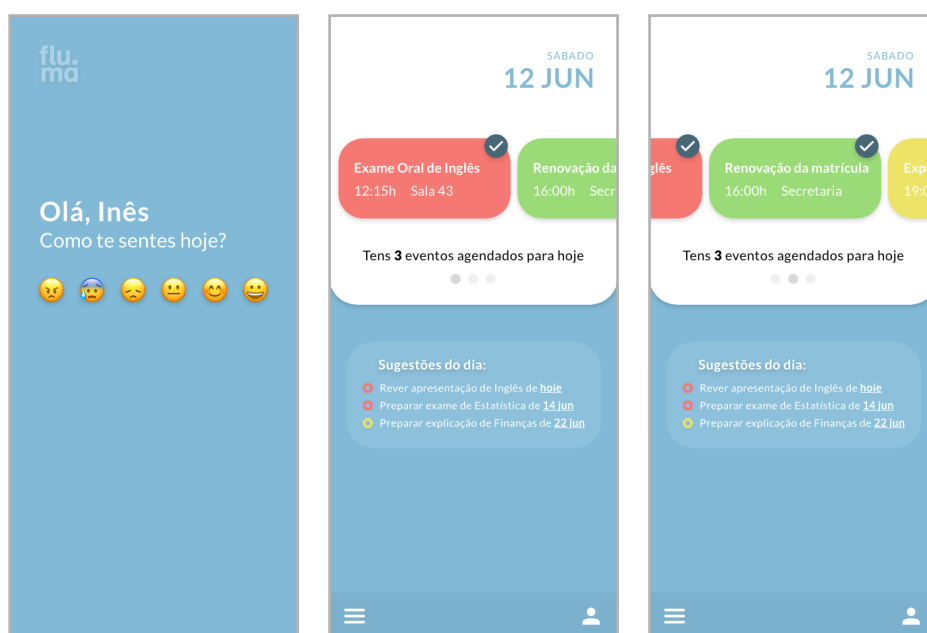 flu.
ma
Olá, Inês
Como te sentes hoje?
SÁBADO
12 JUN
Exame Oral de Inglês
12:15h Sala 43
Renovação da
16:00h Secr
Tens 3 eventos agendados para hoje
Sugestões do dia:
Rever apresentação de Inglês de hoje
Preparar exame de Estatística de 14 jun
Preparar explicação de Finanças de 22 jun
SÁBADO
12 JUN
glês
Renovação da matrícula
16:00h Secretaria
Exp
19:0
Tens 3 eventos agendados para hoje
Sugestões do dia:
Rever apresentação de Inglês de hoje
Preparar exame de Estatística de 14 jun
Preparar explicação de Finanças de 22 jun